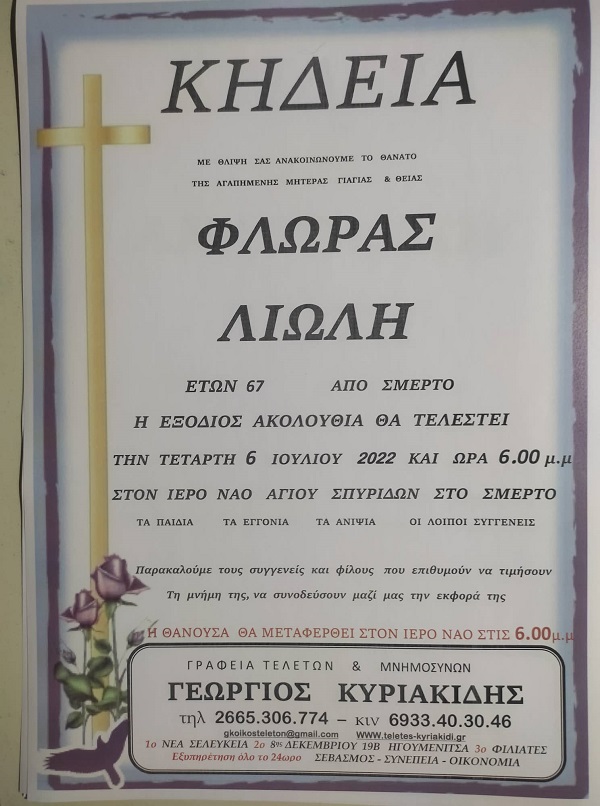 ΚΗΔΕΙΑ
ΜΕ ΘΛΙΨΗ ΣΑΣ ΑΝΑΚΟΙΝΩΝΟΥΜΕ ΤΟ ΘΑΝΑΤΟ
ΤΗΣ ΑΓΑΠΗΜΕΝΗΣ ΜΗΤΕΡΑΣ ΓΙΑΓΙΑΣ & ΘΕΙΑΣ
ΦΛΩΡΑΣ
ΛΙΩΛΗ
ΕΤΩΝ 67 ΑΠΟ ΣΜΕΡΤΟ
Η ΕΞΟΔΙΟΣ ΑΚΟΛΟΥΘΙΑ ΘΑ ΤΕΛΕΣΤΕΙ
ΤΗΝ ΤΕΤΑΡΤΗ 6 ΙΟΥΛΙΟΥ 2022 ΚΑΙ ΩΡΑ 6.00 μ.μ
ΣΤΟΝ ΙΕΡΟ ΝΑΟ ΑΓΙΟΥ ΣΠΥΡΙΔΩΝ ΣΤΟ ΣΜΕΡΤΟ
ΤΑ ΠΑΙΔΙΑ ΤΑ ΕΓΓΟΝΙΑ ΤΑ ΑΝΙΨΙΑ ΟΙ ΛΟΙΠΟΙ ΣΥΓΓΕΝΕΙΣ
Παρακαλούμε τους συγγενείς και φίλους που επιθυμούν να τιμήσουν
Τη μνήμη της, να συνοδεύσουν μαζί μας την εκφορά της
Η ΘΑΝΟΥΣΑ ΘΑ ΜΕΤΑΦΕΡΘΕΙ ΣΤΟΝ ΙΕΡΟ ΝΑΟ ΣΤΙΣ 6.00μ.μ
ΓΡΑΦΕΙΑ ΤΕΛΕΤΩΝ & ΜΝΗΜΟΣΥΝΩΝ
ΓΕΩΡΓΙΟΣ ΚΥΡΙΑΚΙΔΗΣ
τηλ 2665.306.774 – κιν 6933.40.30.46
gkoikosteleton@gmail.com WWW.teletes-kyriakidi.gr
1ο ΝΕΑ ΣΕΛΕΥΚΕΙΑ 2ο 8ης ΔΕΚΕΜΒΡΙΟΥ 19Β ΗΓΟΥΜΕΝΙΤΣΑ 3ο ΦΙΛΙΑΤΕΣ
Εξυπηρέτηση όλο το 24ωρο ΣΕΒΑΣΜΟΣ - ΣΥΝΕΠΕΙΑ - ΟΙΚΟΝΟΜΙΑ